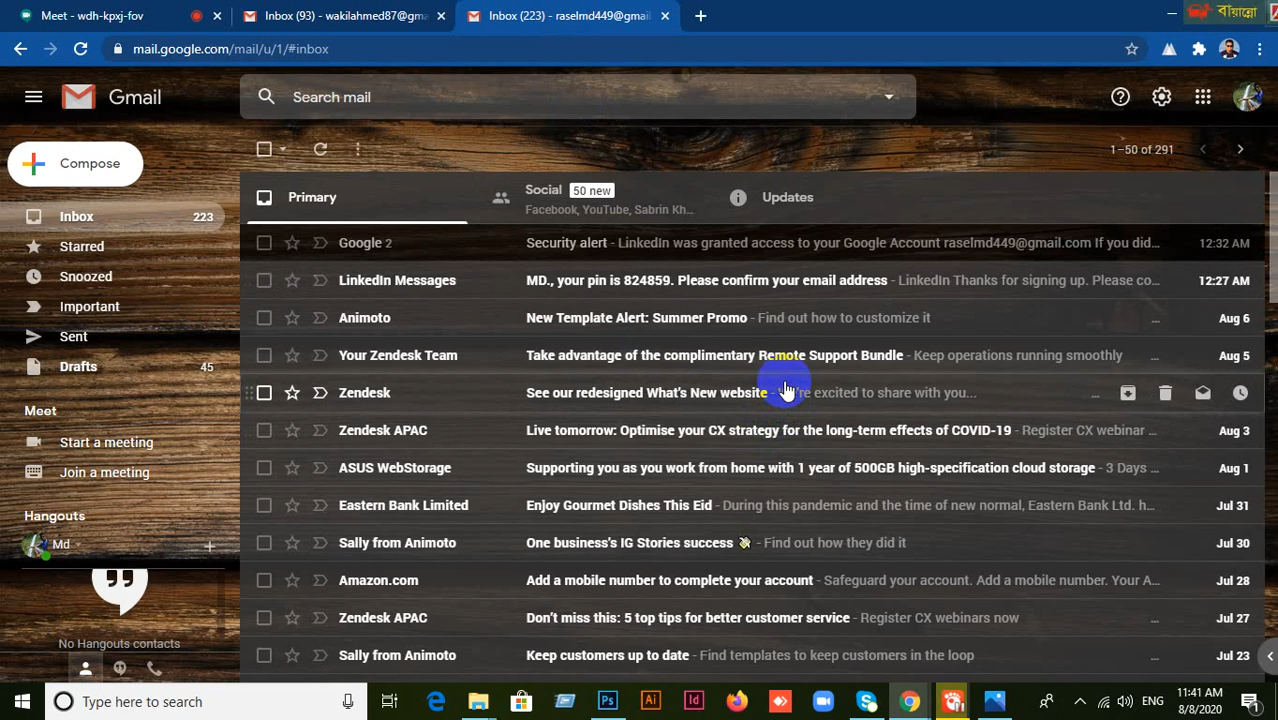 Meet - wdh-kpxj-fov
Inbox (93) - wakilahmed87@gma
Inbox (223) - raselmd449@gmail
বায়ান্নো
mail.google.com/mail/u/1/#inbox
Gmail
Search mail
Compose
1–50 of 291
Primary
Social 50 new
Facebook, YouTube, Sabrin Kh...
Updates
Inbox 223
Starred
Snoozed
Important
Sent
Drafts 45
Meet
Start a meeting
Join a meeting
Hangouts
Md
No Hangouts contacts
Google 2 Security alert - LinkedIn was granted access to your Google Account raselmd449@gmail.com If you did... 12:32 AM
LinkedIn Messages MD., your pin is 824859. Please confirm your email address - LinkedIn Thanks for signing up. Please co... 12:27 AM
Animoto New Template Alert: Summer Promo - Find out how to customize it ... Aug 6
Your Zendesk Team Take advantage of the complimentary Remote Support Bundle - Keep operations running smoothly ... Aug 5
Zendesk See our redesigned What's New website - We're excited to share with you... ...
Zendesk APAC Live tomorrow: Optimise your CX strategy for the long-term effects of COVID-19 - Register CX webinar ... Aug 3
ASUS WebStorage Supporting you as you work from home with 1 year of 500GB high-specification cloud storage - 3 Days ... Aug 1
Eastern Bank Limited Enjoy Gourmet Dishes This Eid - During this pandemic and the time of new normal, Eastern Bank Ltd. h... Jul 31
Sally from Animoto One business's IG Stories success - Find out how they did it Jul 30
Amazon.com Add a mobile number to complete your account - Safeguard your account. Add a mobile number. Your A... Jul 28
Zendesk APAC Don't miss this: 5 top tips for better customer service - Register CX webinars now ... Jul 27
Sally from Animoto Keep customers up to date - Find templates to keep customers in the loop Jul 23
Type here to search
Ps
Ai
Id
ENG
11:41 AM
8/8/2020
1